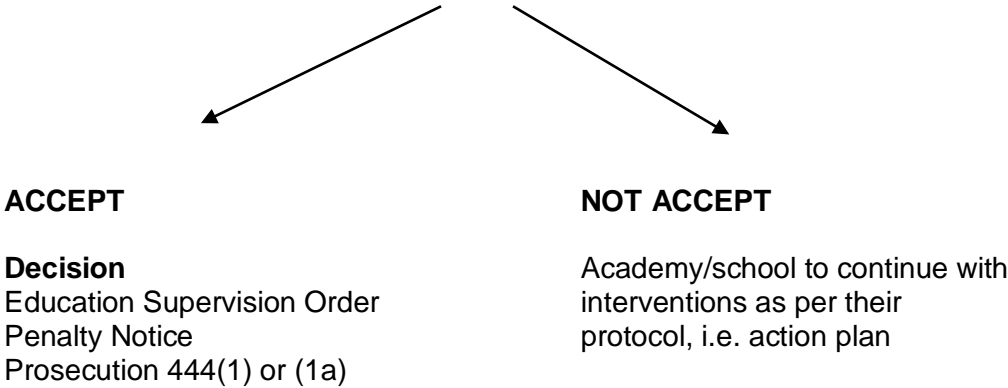 ACCEPT
Decision
Education Supervision Order
Penalty Notice
Prosecution 444(1) or (1a)
NOT ACCEPT
Academy/school to continue with
interventions as per their
protocol, i.e. action plan